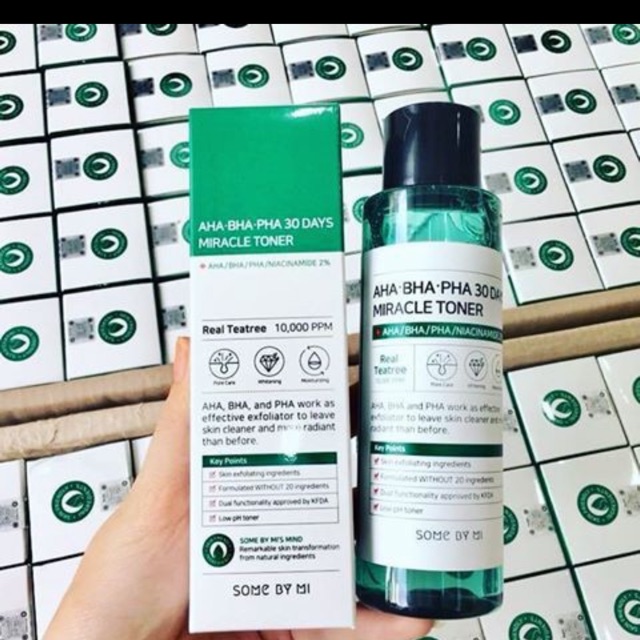 AHA·BHA·PHA 30 DAYS
MIRACLE TONER
+ AHA/BHA/PHA/NIACINAMIDE 2%
Real Teatree 10,000 PPM
Pore Care
Whitening
Moisturizing
AHA, BHA, and PHA work as
effective exfoliator to leave
skin cleaner and more radiant
than before.
Key Points
Skin exfoliating ingredients
Formulated WITHOUT 20 ingredients
Dual functionality approved by KFDA
Low pH toner
SOME BY MI'S MIND
Remarkable skin transformation
from natural ingredients
SOME BY MI
AHA·BHA·PHA 30 DAYS
MIRACLE TONER
+ AHA/BHA/PHA/NIACINAMIDE
Real
Teatree
10,000 PPM
Pore Care
Whitening
AHA, BHA, and PHA work as effective
exfoliator to leave skin cleaner and
radiant than before.
Key Points
Skin exfoliating ingredients
Formulated WITHOUT 20 ingredients
Dual functionality approved by KFDA
Low pH toner
SOME BY MI